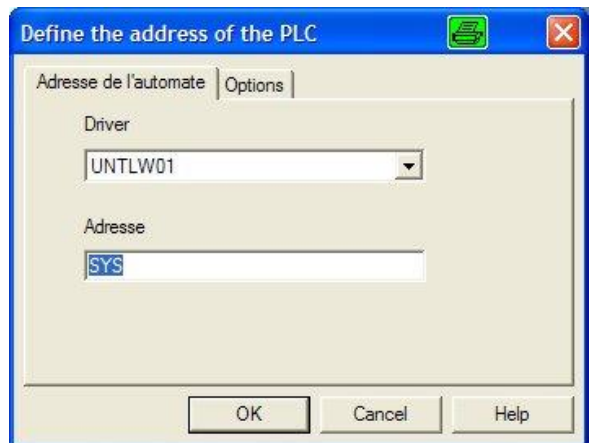 Define the address of the PLC
Adresse de l'automate Options
Driver
UNTLW01
Adresse
SYS
OK Cancel Help